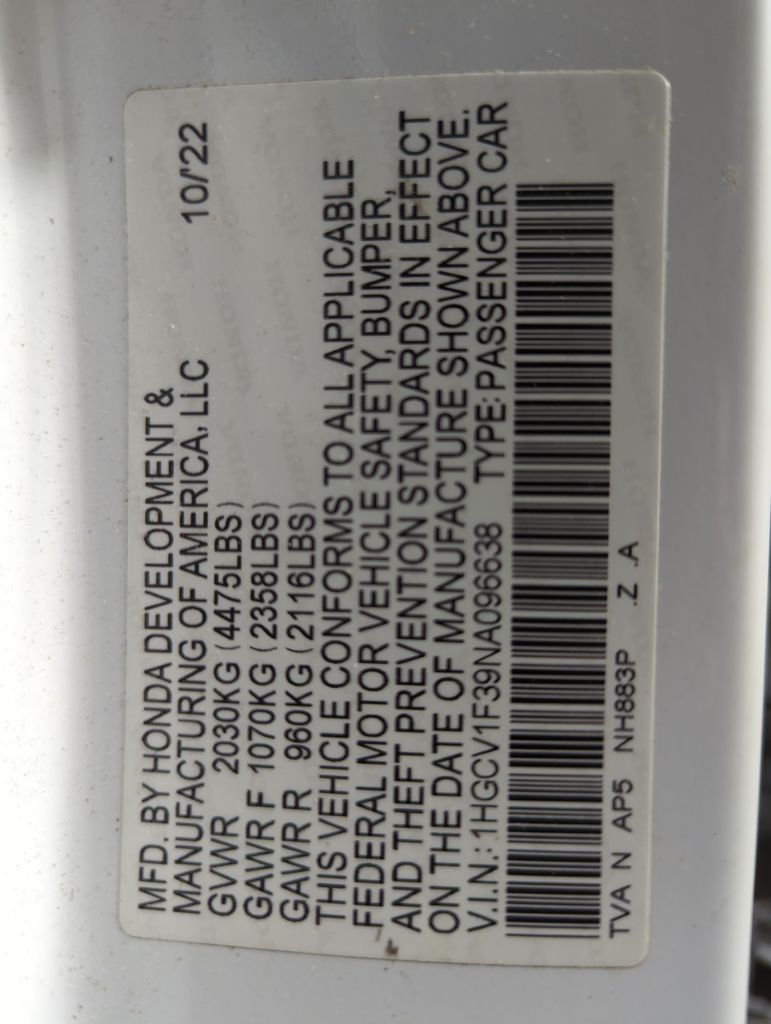 MFD. BY HONDA DEVELOPMENT &
MANUFACTURING OF AMERICA, LLC 10/'22
GVWR 2030KG (4475LBS)
GAWR F 1070KG (2358LBS)
GAWR R 960KG (2116LBS)
THIS VEHICLE CONFORMS TO ALL APPLICABLE
FEDERAL MOTOR VEHICLE SAFETY, BUMPER,
AND THEFT PREVENTION STANDARDS IN EFFECT
ON THE DATE OF MANUFACTURE SHOWN ABOVE.
V.I.N.: 1HGCV1F39NA096638 TYPE: PASSENGER CAR
TVA N AP5 NH883P .Z .A